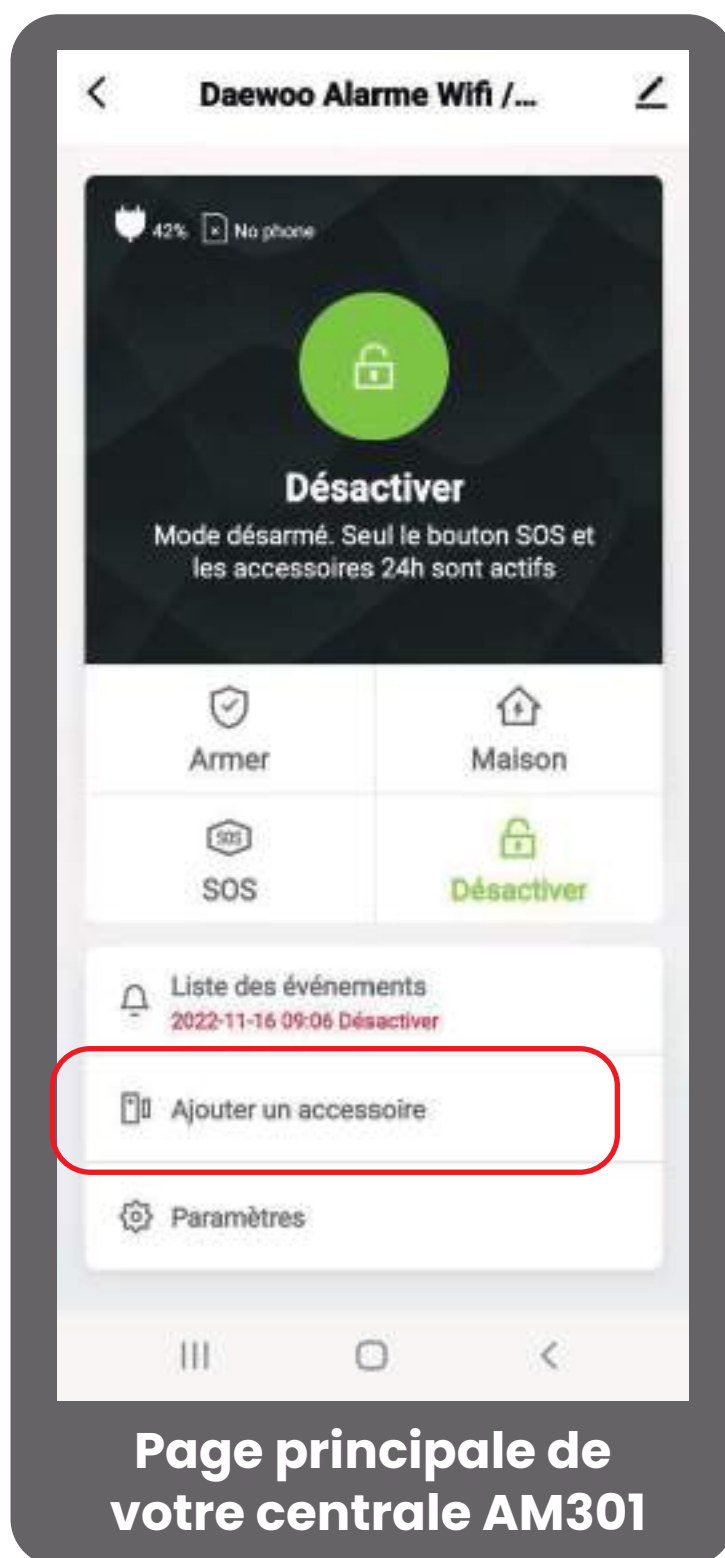 Daewoo Alarme Wifi /...
42% No phone
Désactiver
Mode désarmé. Seul le bouton SOS et
les accessoires 24h sont actifs
Armer
Maison
SOS
SOS
Désactiver
Liste des événements
2022-11-16 09:06 Désactiver
Ajouter un accessoire
Paramètres
Page principale de
votre centrale AM301